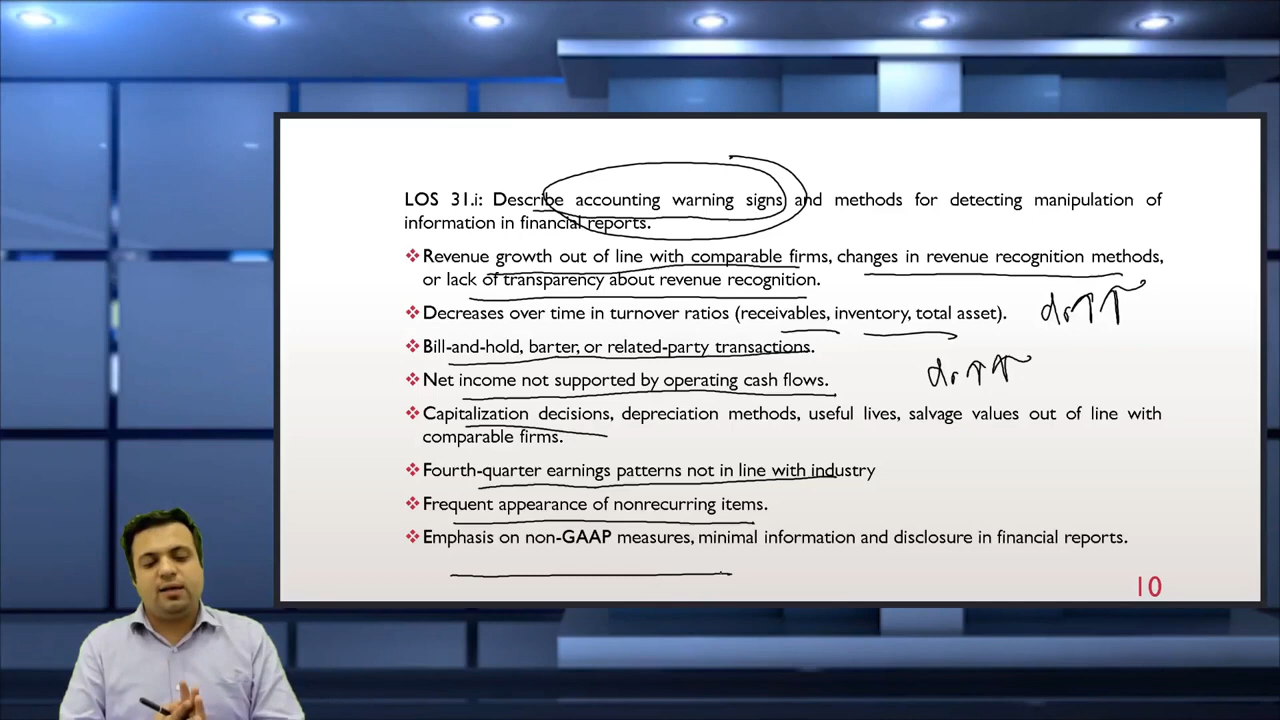 LOS 31.i: Describe accounting warning signs and methods for detecting manipulation of
information in financial reports.
❖Revenue growth out of line with comparable firms, changes in revenue recognition methods,
or lack of transparency about revenue recognition.
❖Decreases over time in turnover ratios (receivables, inventory, total asset).
❖Bill-and-hold, barter, or related-party transactions.
❖Net income not supported by operating cash flows.
❖Capitalization decisions, depreciation methods, useful lives, salvage values out of line with
comparable firms.
❖Fourth-quarter earnings patterns not in line with industry
❖Frequent appearance of nonrecurring items.
❖Emphasis on non-GAAP measures, minimal information and disclosure in financial reports.
10